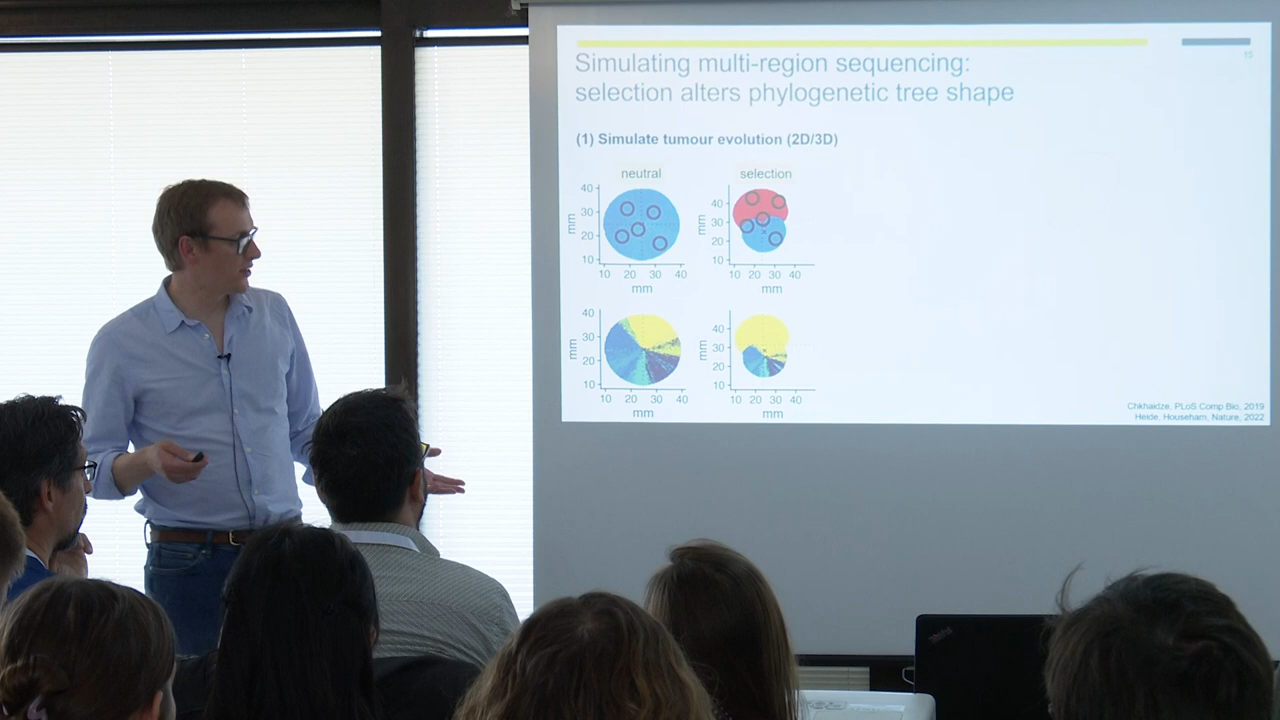 15
Simulating multi-region sequencing:
selection alters phylogenetic tree shape
(1) Simulate tumour evolution (2D/3D)
neutral
selection
40
30
20
10
mm
10 20 30 40
mm
40
30
20
10
mm
10 20 30 40
mm
40
30
20
10
mm
10 20 30 40
mm
40
30
20
10
mm
10 20 30 40
mm
Chkhaidze, PLoS Comp Bio, 2019
Heide, Househam, Nature, 2022